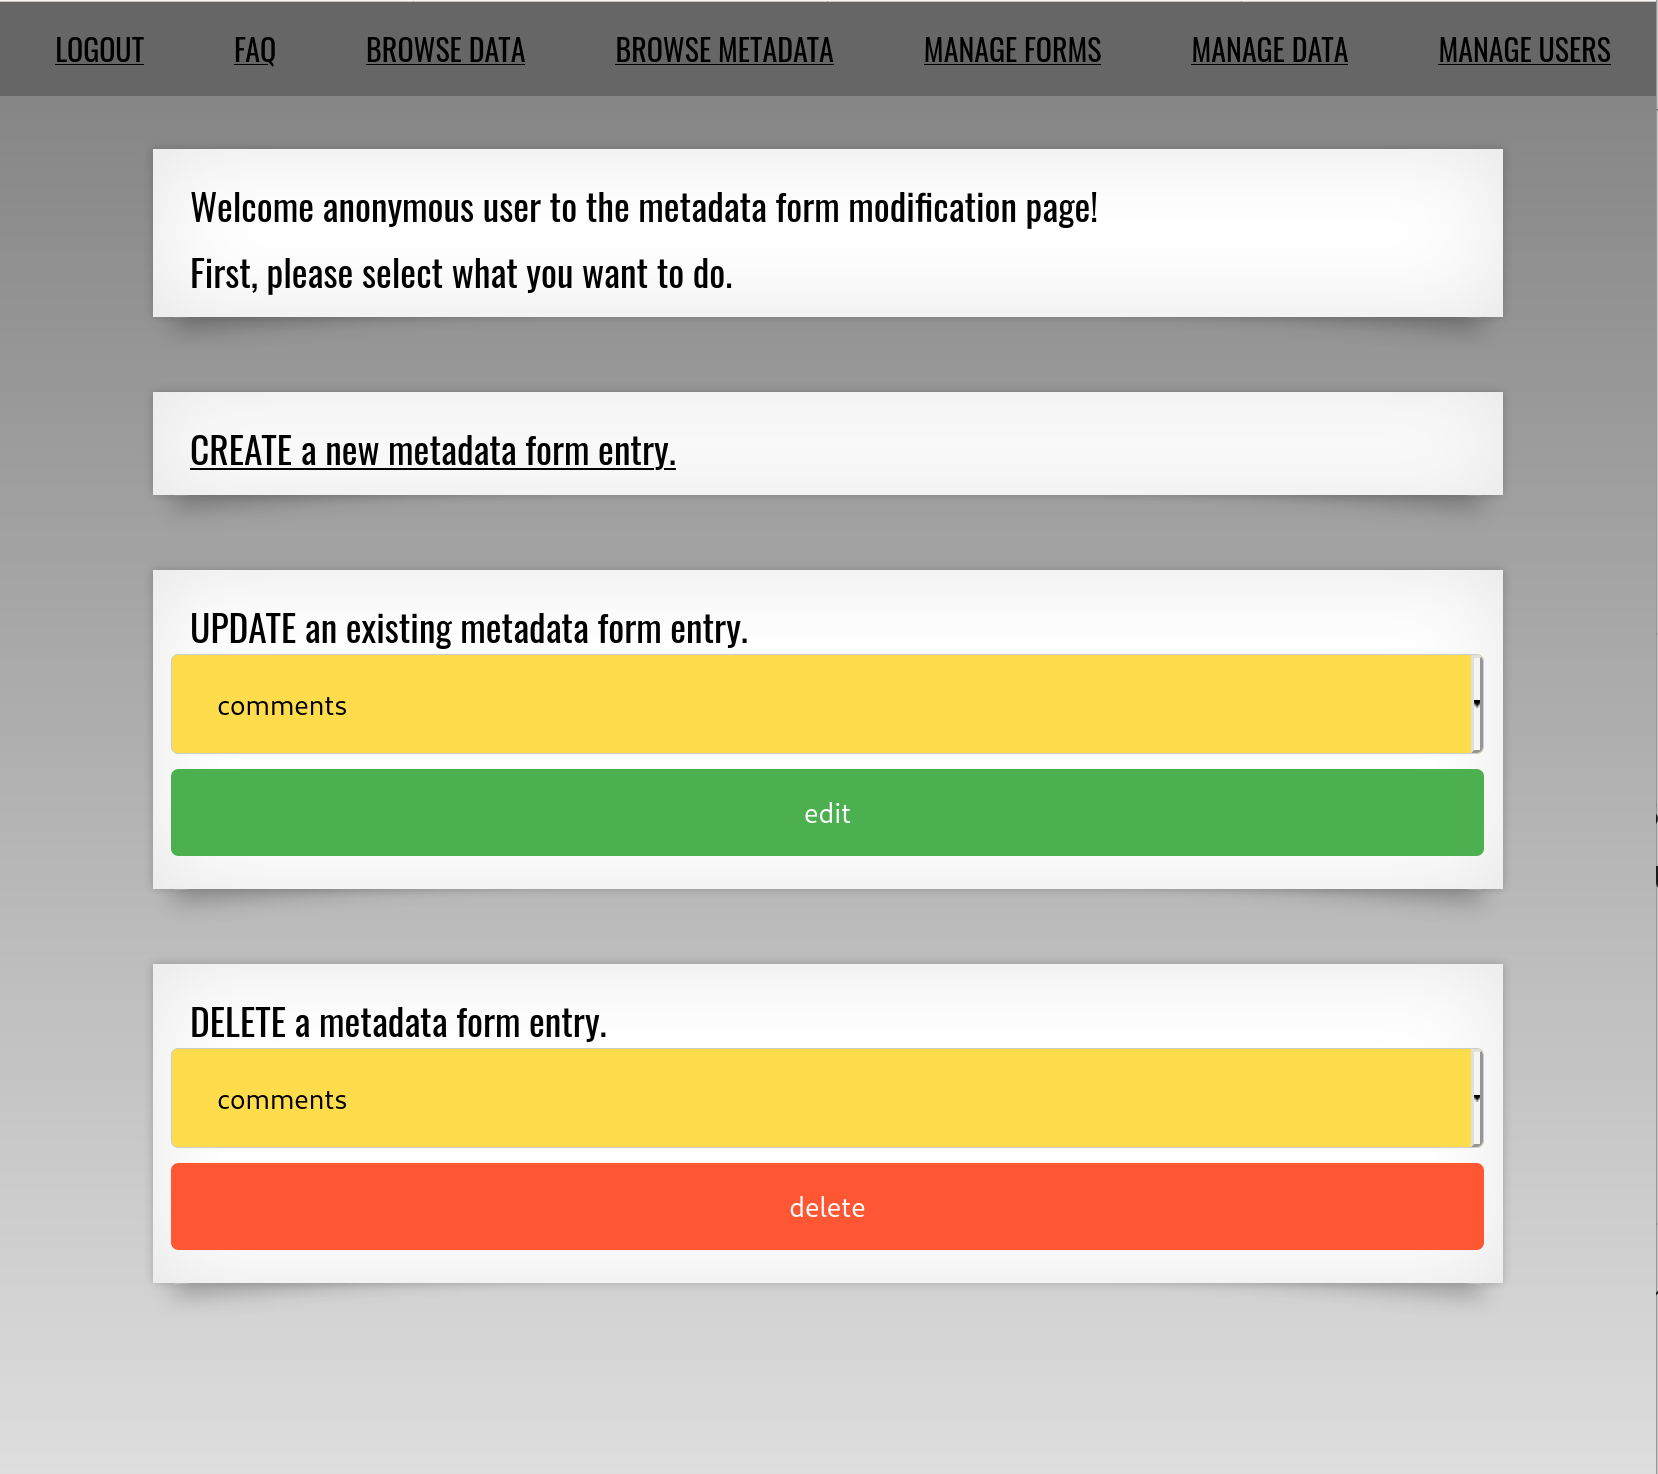 LOGOUT FAQ BROWSE DATA BROWSE METADATA MANAGE FORMS MANAGE DATA MANAGE USERS
Welcome anonymous user to the metadata form modification page!
First, please select what you want to do.
CREATE a new metadata form entry.
UPDATE an existing metadata form entry.
comments
edit
DELETE a metadata form entry.
comments
delete